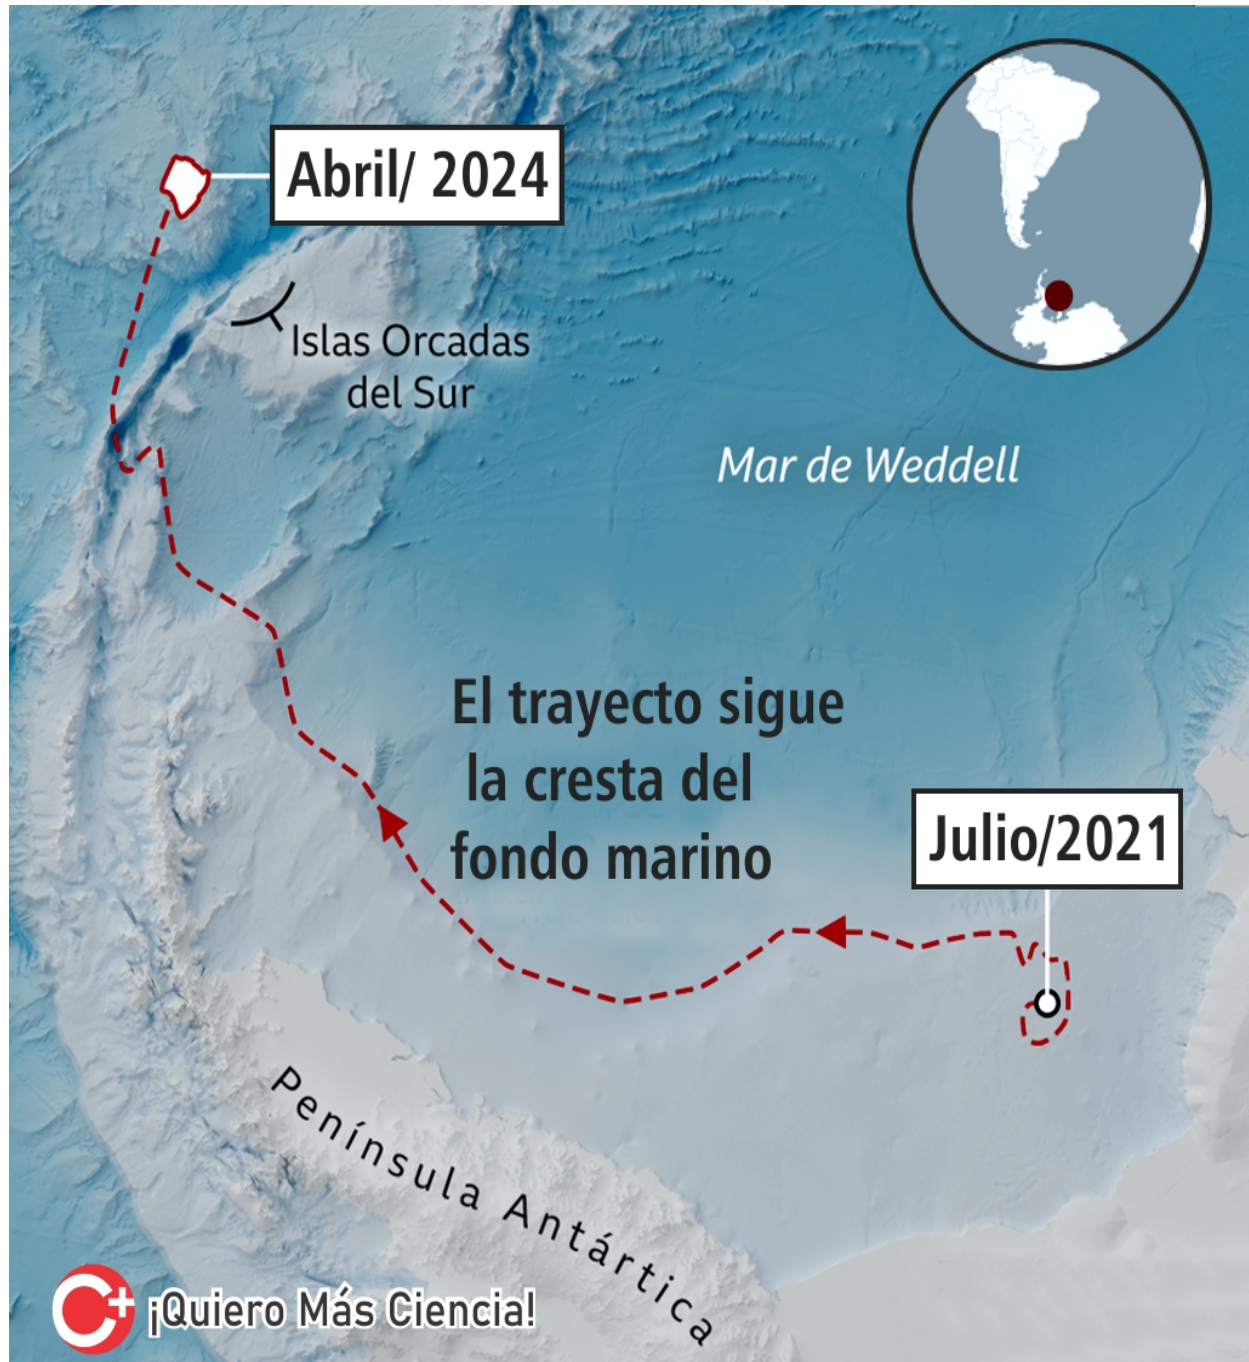 Abril/ 2024
Islas Orcadas
del Sur
Mar de Weddell
El trayecto sigue
la cresta del
fondo marino
Julio/2021
Península Antártica
C+ ¡Quiero Más Ciencia!